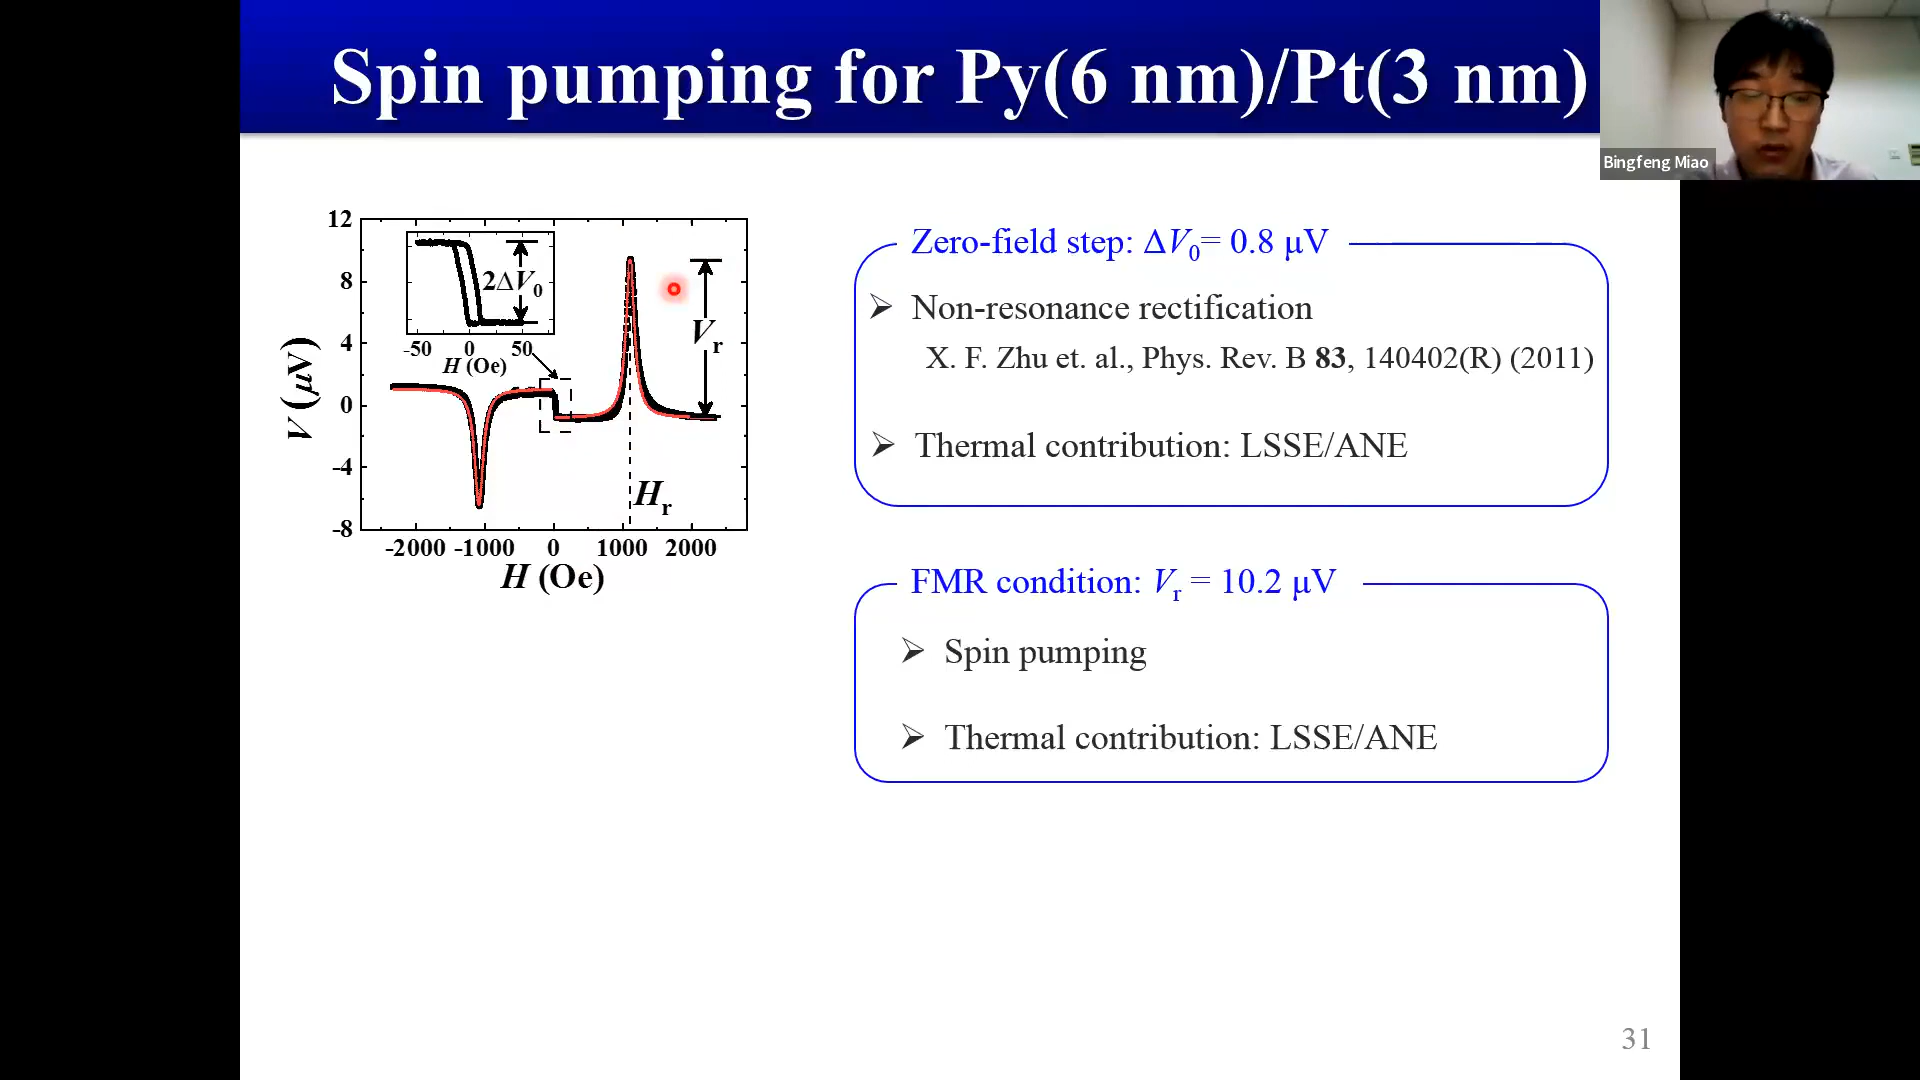 Spin pumping for Py(6 nm)/Pt(3 nm)
Bingfeng Miao
12
8
4
0
-4
-8
V (μV)
2ΔV0
-50 0 50
H (Oe)
Vr
Hr
-2000 -1000 0 1000 2000
H (Oe)
Zero-field step: ΔV0= 0.8 μV
➢ Non-resonance rectification
X. F. Zhu et. al., Phys. Rev. B 83, 140402(R) (2011)
➢ Thermal contribution: LSSE/ANE
FMR condition: Vr = 10.2 μV
➢ Spin pumping
➢ Thermal contribution: LSSE/ANE
31